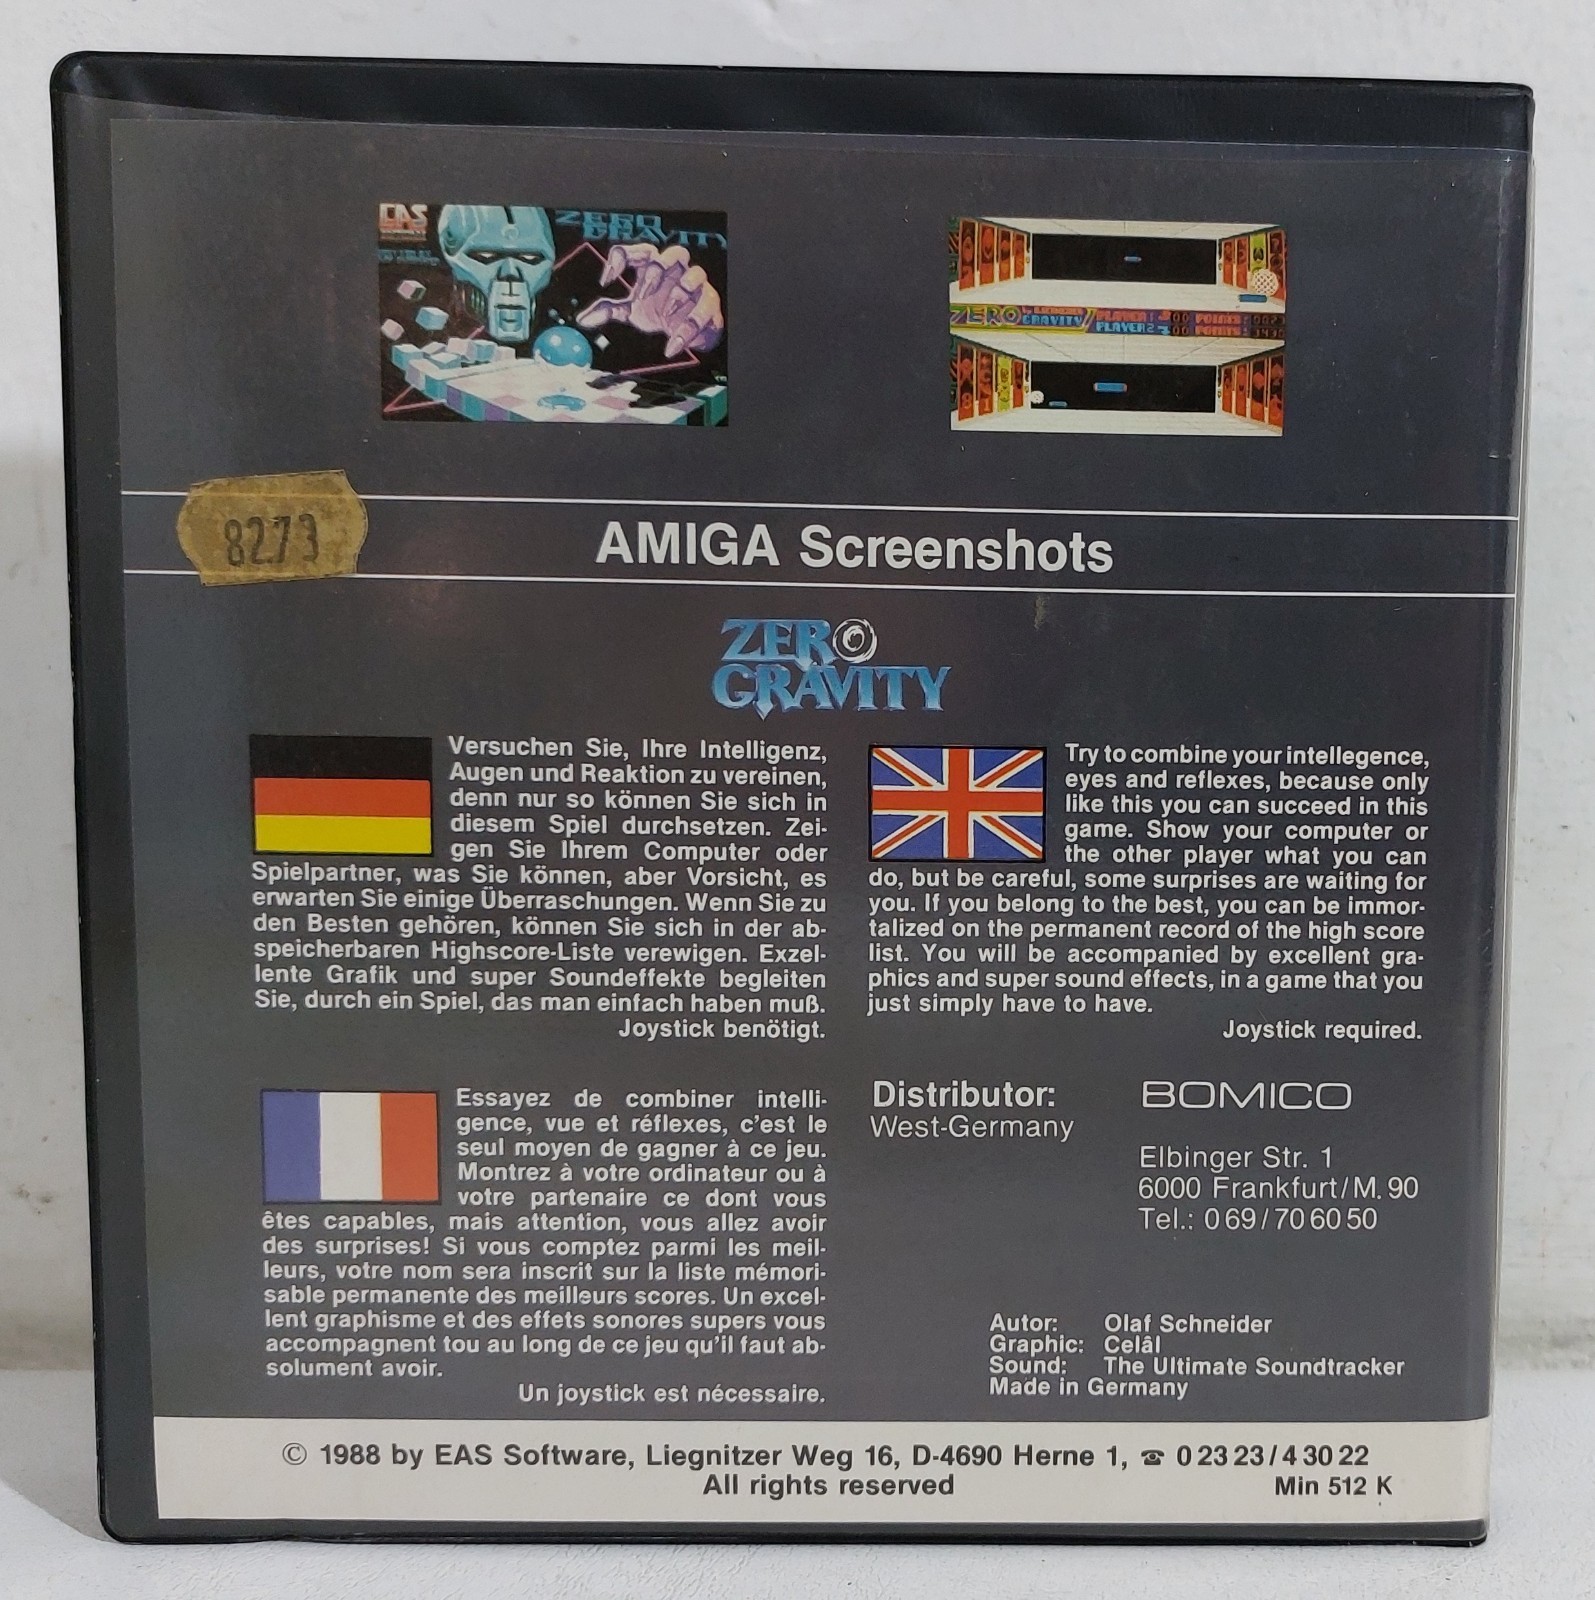 EAS
ZERO
GRAVITY
ZERO GRAVITY PLAYER 1 POINTS
PLAYER 2 POINTS
8273
AMIGA Screenshots
ZERO
GRAVITY
Versuchen Sie, Ihre Intelligenz,
Augen und Reaktion zu vereinen,
denn nur so können Sie sich in
diesem Spiel durchsetzen. Zei-
gen Sie Ihrem Computer oder
Spielpartner, was Sie können, aber Vorsicht, es
erwarten Sie einige Überraschungen. Wenn Sie zu
den Besten gehören, können Sie sich in der ab-
speicherbaren Highscore-Liste verewigen. Exzel-
lente Grafik und super Soundeffekte begleiten
Sie, durch ein Spiel, das man einfach haben muß.
Joystick benötigt.
Try to combine your intellegence,
eyes and reflexes, because only
like this you can succeed in this
game. Show your computer or
the other player what you can
do, but be careful, some surprises are waiting for
you. If you belong to the best, you can be immor-
talized on the permanent record of the high score
list. You will be accompanied by excellent gra-
phics and super sound effects, in a game that you
just simply have to have.
Joystick required.
Essayez de combiner intelli-
gence, vue et réflexes, c'est le
seul moyen de gagner à ce jeu.
Montrez à votre ordinateur ou à
votre partenaire ce dont vous
êtes capables, mais attention, vous allez avoir
des surprises! Si vous comptez parmi les meil-
leurs, votre nom sera inscrit sur la liste mémori-
sable permanente des meilleurs scores. Un excel-
lent graphisme et des effets sonores supers vous
accompagnent tou au long de ce jeu qu'il faut ab-
solument avoir.
Un joystick est nécessaire.
Distributor:
West-Germany
BOMICO
Elbinger Str. 1
6000 Frankfurt/M. 90
Tel.: 0 69 / 70 60 50
Autor: Olaf Schneider
Graphic: Celâl
Sound: The Ultimate Soundtracker
Made in Germany
© 1988 by EAS Software, Liegnitzer Weg 16, D-4690 Herne 1, ☎ 0 23 23 / 4 30 22
All rights reserved
Min 512 K